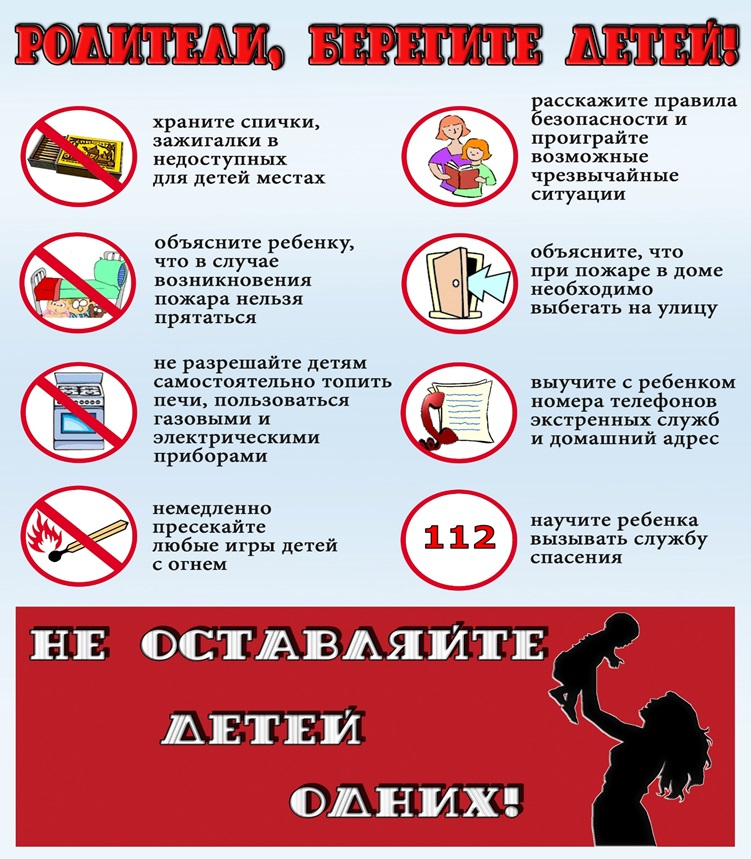 РОДИТЕЛИ, БЕРЕГИТЕ ДЕТЕЙ!
храните спички,
зажигалки в
недоступных
для детей местах
расскажите правила
безопасности и
проиграйте
возможные
чрезвычайные
ситуации
объясните ребенку,
что в случае
возникновения
пожара нельзя
прятаться
объясните, что
при пожаре в доме
необходимо
выбегать на улицу
не разрешайте детям
самостоятельно топить
печи, пользоваться
газовыми и
электрическими
приборами
выучите с ребенком
номера телефонов
экстренных служб
и домашний адрес
немедленно
пресекайте
любые игры детей
с огнем
112
научите ребенка
вызывать службу
спасения
НЕ ОСТАВЛЯЙТЕ
ДЕТЕЙ
ОДНИХ!